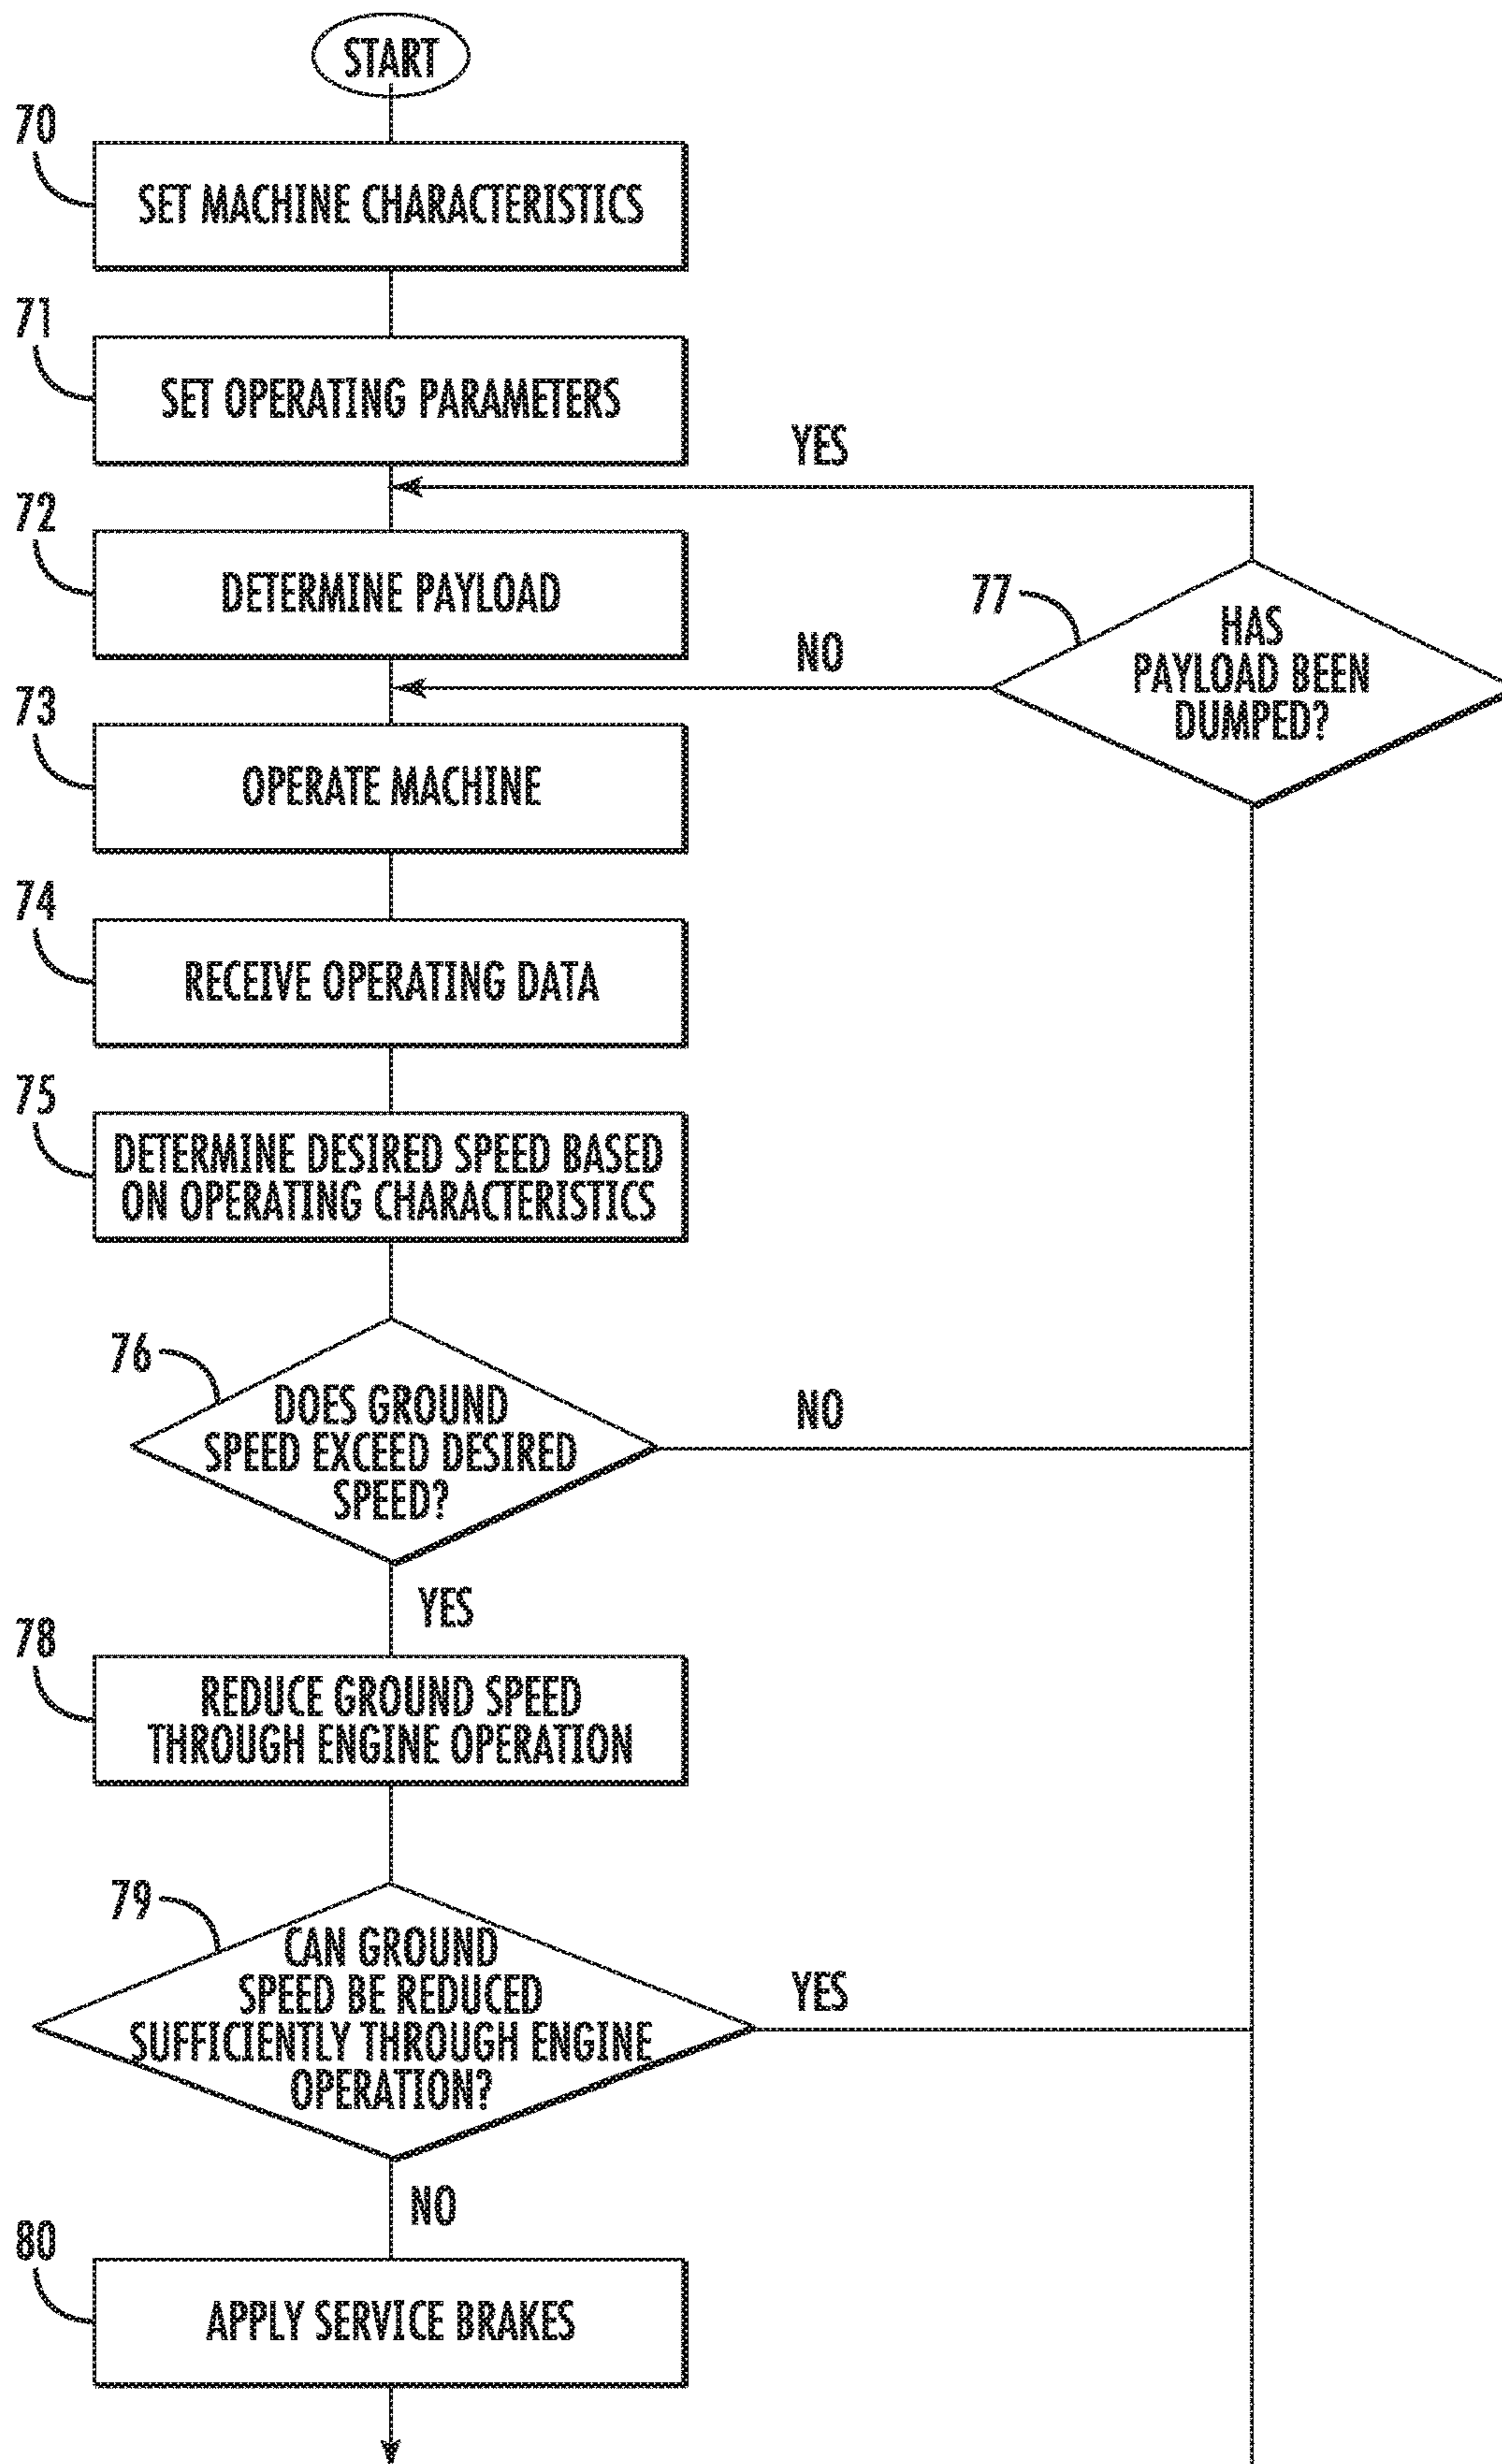 START
70
SET MACHINE CHARACTERISTICS
71
SET OPERATING PARAMETERS
YES
72
DETERMINE PAYLOAD
77
HAS
PAYLOAD BEEN
DUMPED?
NO
73
OPERATE MACHINE
74
RECEIVE OPERATING DATA
75
DETERMINE DESIRED SPEED BASED
ON OPERATING CHARACTERISTICS
76
DOES GROUND
SPEED EXCEED DESIRED
SPEED?
NO
YES
78
REDUCE GROUND SPEED
THROUGH ENGINE OPERATION
79
CAN GROUND
SPEED BE REDUCED
SUFFICIENTLY THROUGH ENGINE
OPERATION?
YES
NO
80
APPLY SERVICE BRAKES